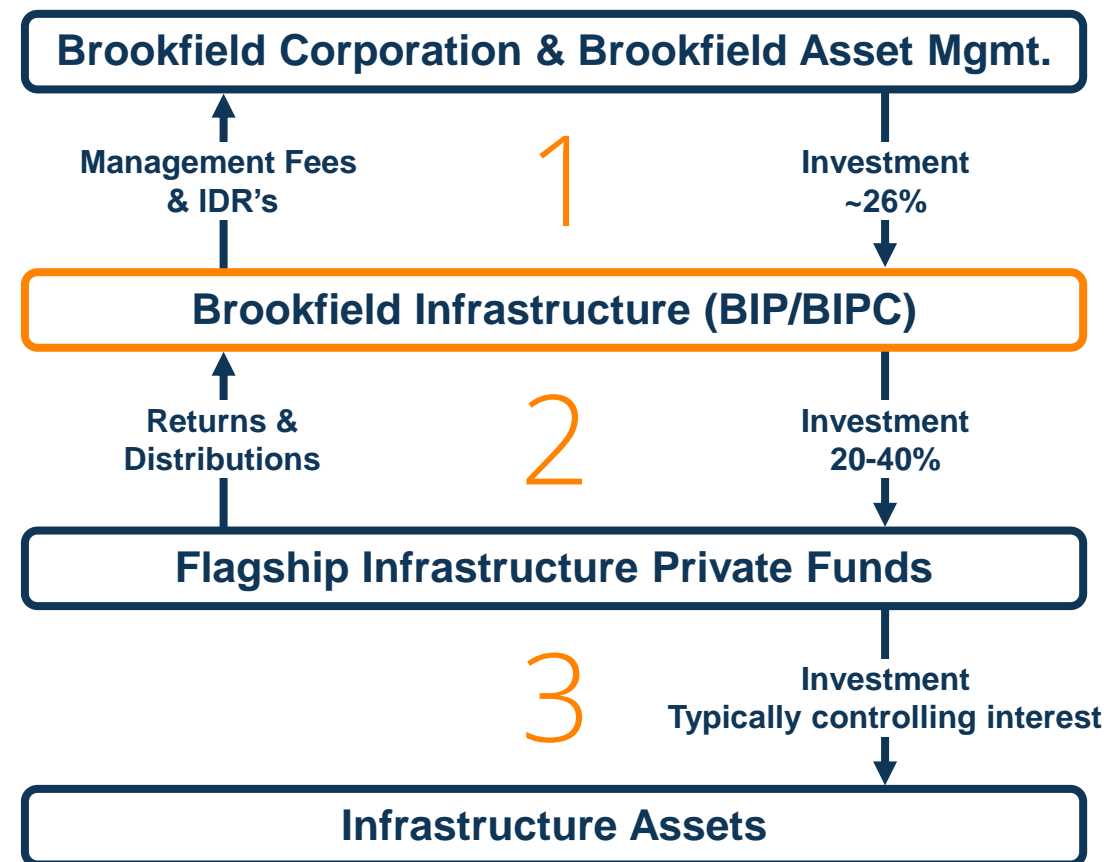 Brookfield Corporation & Brookfield Asset Mgmt.
Management Fees
& IDR's
1
Investment
~26%
Brookfield Infrastructure (BIP/BIPC)
Returns &
Distributions
2
Investment
20-40%
Flagship Infrastructure Private Funds
3
Investment
Typically controlling interest
Infrastructure Assets